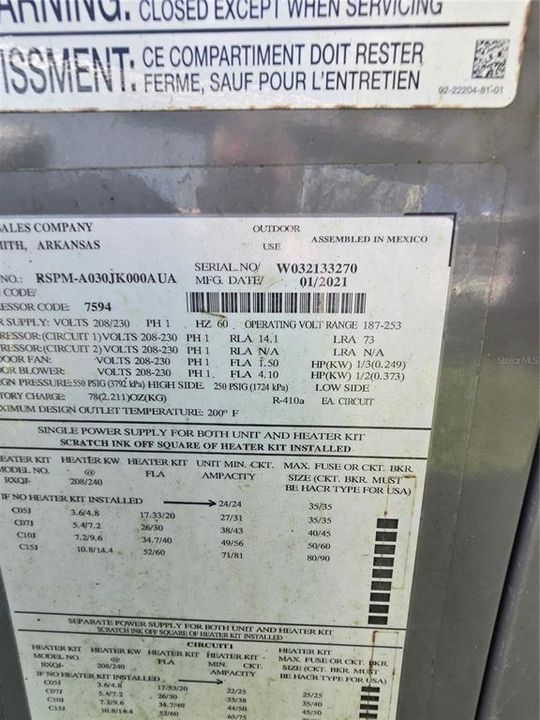 ARNING: CLOSED EXCEPT WHEN SERVICING
ISSMENT: CE COMPARTIMENT DOIT RESTER
FERME, SAUF POUR L'ENTRETIEN
92-22204-81-01
SALES COMPANY
OUTDOOR
MITH, ARKANSAS
USE
ASSEMBLED IN MEXICO
NO.: RSPM-A030JK000AUA
SERIAL.NO/ W032133270
MFG. DATE/ 01/2021
CODE/
ESSOR CODE: 7594
R SUPPLY: VOLTS 208/230 PH 1 HZ 60 OPERATING VOLT RANGE 187-253
RESSOR:(CIRCUIT 1)VOLTS 208-230 PH 1 RLA 14.1 LRA 73
RESSOR:(CIRCUIT 2) VOLTS 208-230 PH 1 RLA N/A LRA N/A
DOOR FAN: VOLTS 208-230 PH 1 FLA 1.50 HP(KW) 1/3(0.249)
OOR BLOWER: VOLTS 208-230 PH 1 FLA 4.10 HP(KW) 1/2(0.373)
SIGN PRESSURE: 550 PSIG (3792 kPa) HIGH SIDE. 250 PSIG (1724 kPa) LOW SIDE
TORY CHARGE: 78(2.211)OZ(KG) R-410a EA. CIRCUIT
XIMUM DESIGN OUTLET TEMPERATURE: 200° F
SINGLE POWER SUPPLY FOR BOTH UNIT AND HEATER KIT
SCRATCH INK OFF SQUARE OF HEATER KIT INSTALLED
HEATER KIT HEATER KW HEATER KIT UNIT MIN. CKT. MAX. FUSE OR CKT. BKR.
MODEL NO. @ FLA AMPACITY SIZE (CKT. BKR. MUST
RXQJ- 208/240 BE HACR TYPE FOR USA)
IF NO HEATER KIT INSTALLED 24/24 35/35
C05J 3.6/4.8 17.33/20 27/31 35/35
C07J 5.4/7.2 26/30 38/43 40/45
C10J 7.2/9.6 34.7/40 49/56 50/60
C15J 10.8/14.4 52/60 71/81 80/90
SEPARATE POWER SUPPLY FOR BOTH UNIT AND HEATER KIT
SCRATCH INK OFF SQUARE OF HEATER KIT INSTALLED
CIRCUIT1
HEATER KIT HEATER KW HEATER KIT HEATER KIT MAX. FUSE OR CKT. BKR.
MODEL NO. @ FLA MIN. CKT. SIZE (CKT. BKR. MUST
RXQJ- 208/240 AMPACITY BE HACR TYPE FOR USA)
IF NO HEATER KIT INSTALLED
C05J 3.6/4.8 17.33/20 22/25 25/25
C07J 5.4/7.2 26/30 33/38 35/40
C10J 7.2/9.6 34.7/40 44/50 45/50
C15J 10.8/14.4 52/60 65/75
Stellar MLS